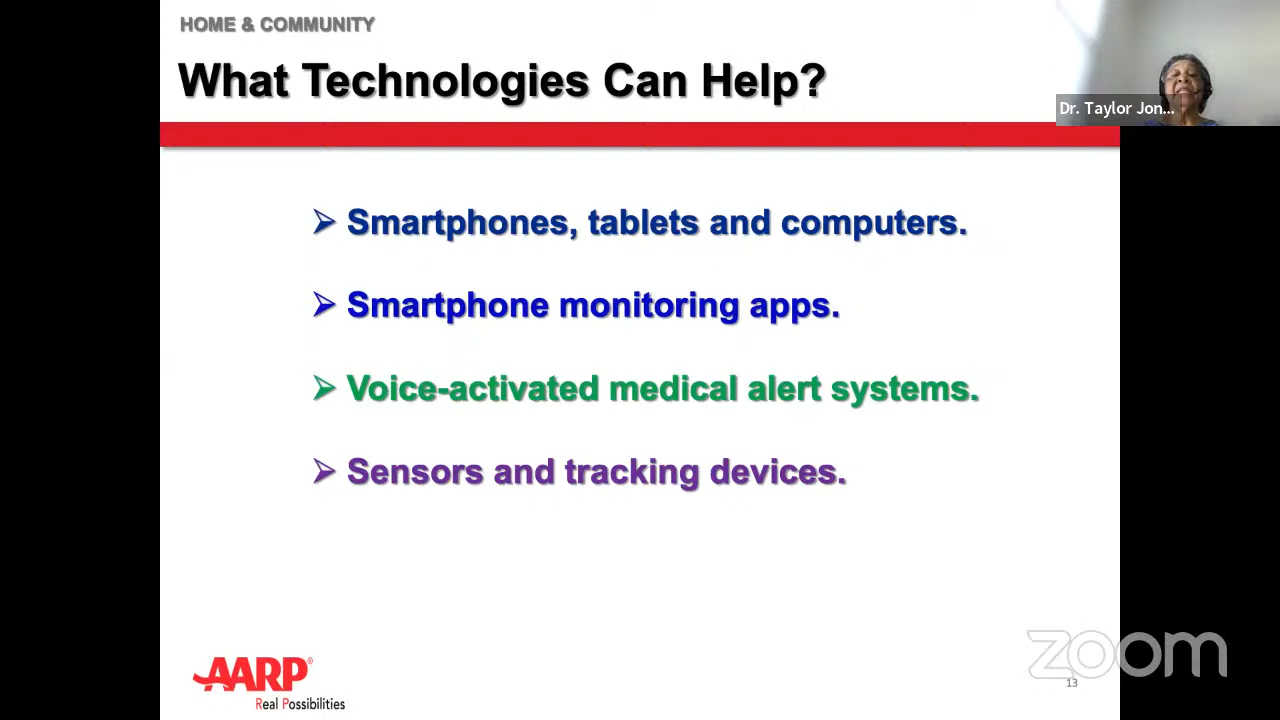 HOME & COMMUNITY
What Technologies Can Help?
Dr. Taylor Jon...
➢ Smartphones, tablets and computers.
➢ Smartphone monitoring apps.
➢ Voice-activated medical alert systems.
➢ Sensors and tracking devices.
AARP®
Real Possibilities
zoom
13